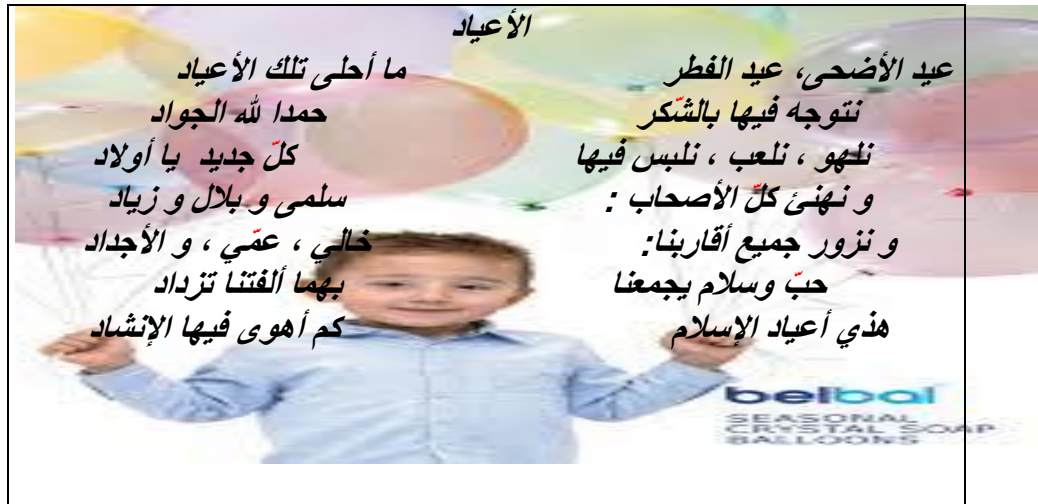 الأعياد
عيد الأضحى، عيد الفطر ما أحلى تلك الأعياد
نتوجه فيها بالشّكر حمدا لله الجواد
نلهو ، نلعب ، نلبس فيها كلّ جديد يا أولاد
و نهنئ كلّ الأصحاب : سلمى و بلال و زياد
و نزور جميع أقاربنا: خالي ، عمّي ، و الأجداد
حبّ وسلام يجمعنا بهما ألفتنا تزداد
هذي أعياد الإسلام كم أهوى فيها الإنشاد
belbal
SEASONAL
CRYSTAL SOAP
BALLOONS